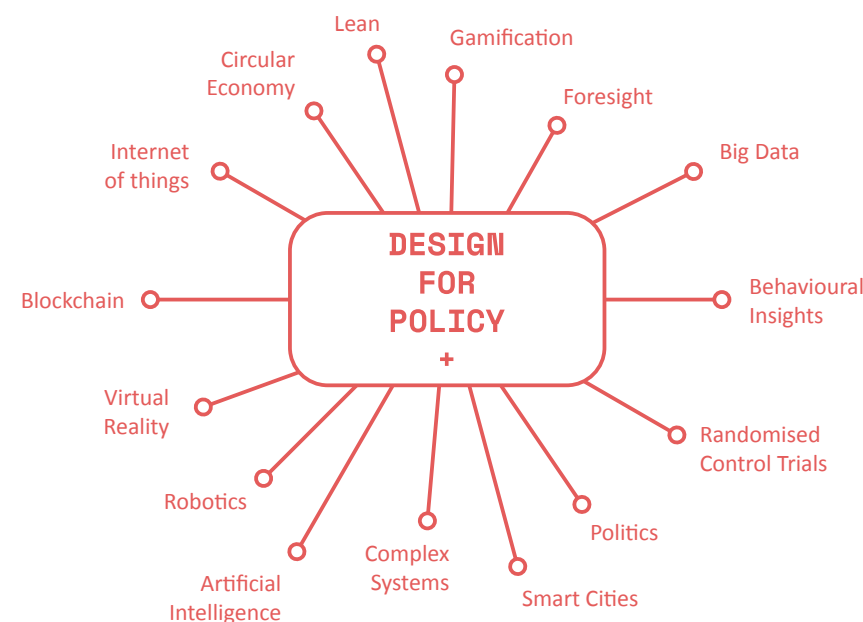 Lean
Gamification
Circular
Economy
Foresight
Internet
of things
Big Data
DESIGN
FOR
POLICY
+
Blockchain
Behavioural
Insights
Virtual
Reality
Randomised
Control Trials
Robotics
Politics
Complex
Systems
Artificial
Intelligence
Smart Cities